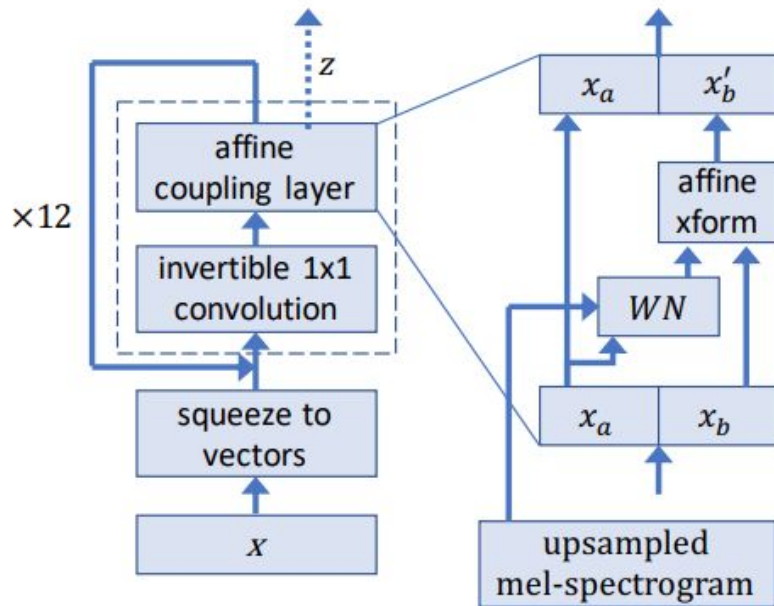 z
affine
coupling layer
×12
invertible 1x1
convolution
squeeze to
vectors
x
x_a
x_b′
affine
xform
WN
x_a
x_b
upsampled
mel-spectrogram